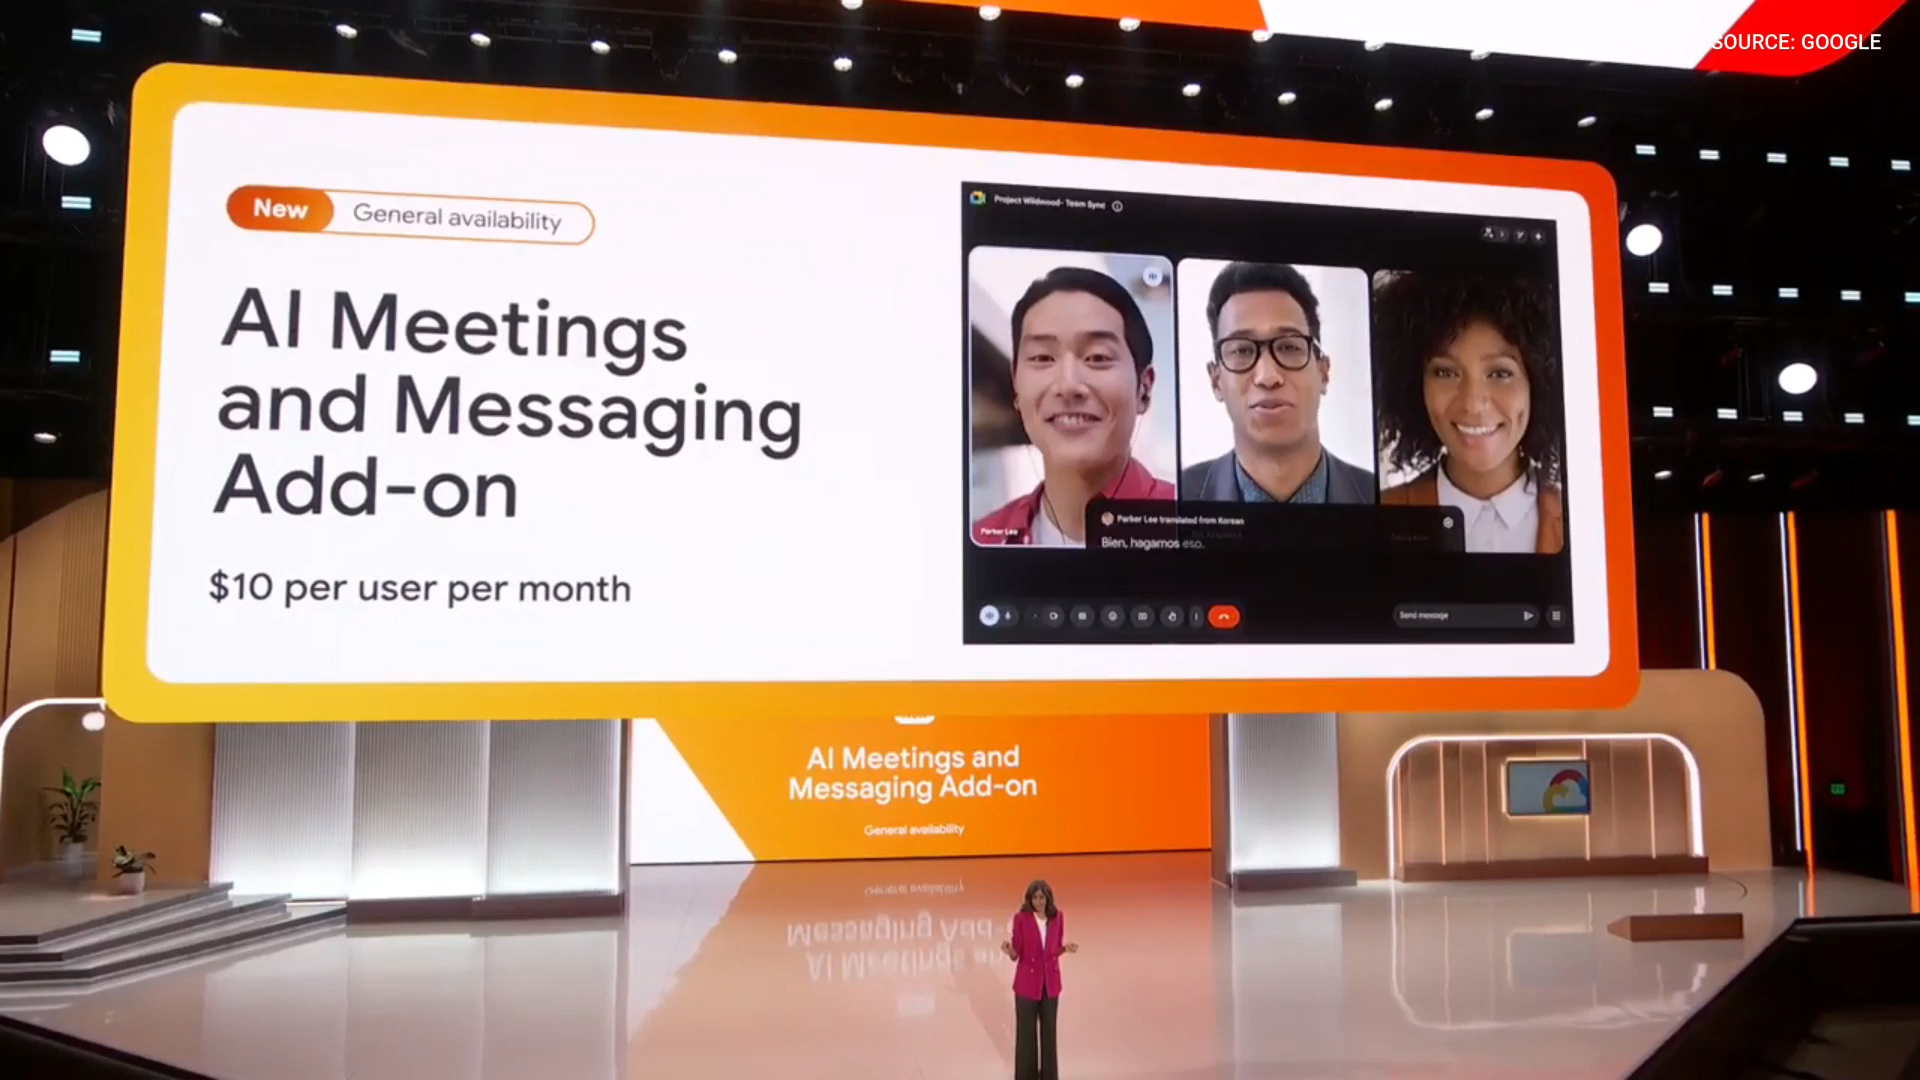 SOURCE: GOOGLE
New General availability
AI Meetings
and Messaging
Add-on
$10 per user per month
Project Wildwood- Team Sync
Parker Lee
Parker Lee translated from Korean
Bien, hagamos eso.
Send message
AI Meetings and
Messaging Add-on
General availability